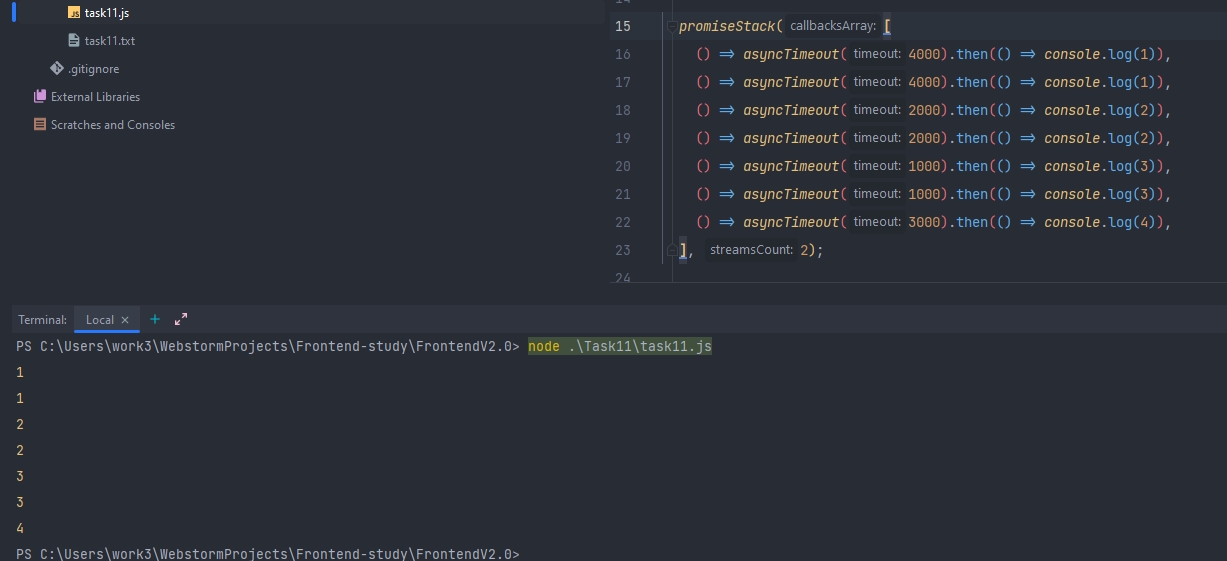 task11.js
task11.txt
.gitignore
External Libraries
Scratches and Consoles
15 promiseStack( callbacksArray: [
16 () => asyncTimeout( timeout: 4000).then(() => console.log(1)),
17 () => asyncTimeout( timeout: 4000).then(() => console.log(1)),
18 () => asyncTimeout( timeout: 2000).then(() => console.log(2)),
19 () => asyncTimeout( timeout: 2000).then(() => console.log(2)),
20 () => asyncTimeout( timeout: 1000).then(() => console.log(3)),
21 () => asyncTimeout( timeout: 1000).then(() => console.log(3)),
22 () => asyncTimeout( timeout: 3000).then(() => console.log(4)),
23 ], streamsCount: 2);
24
Terminal: Local × +
PS C:\Users\work3\WebstormProjects\Frontend-study\FrontendV2.0> node .\Task11\task11.js
1
1
2
2
3
3
4
PS C:\Users\work3\WebstormProjects\Frontend-study\FrontendV2.0>